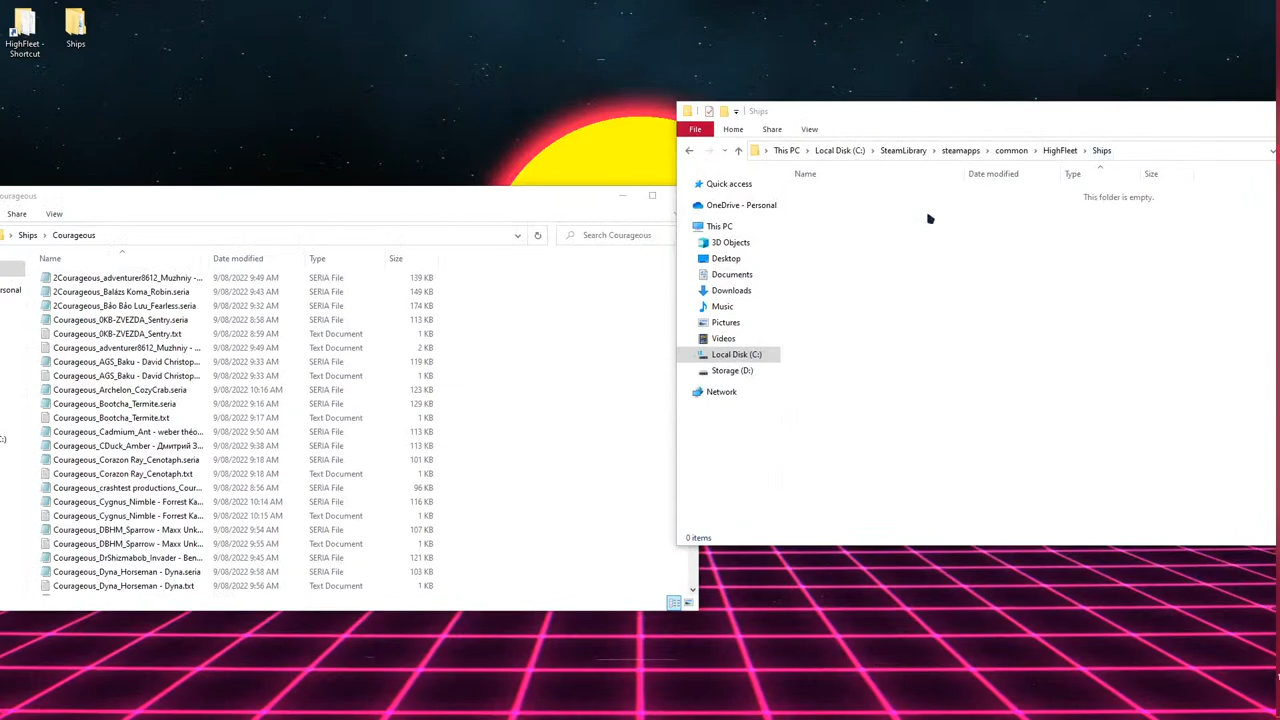 HighFleet -
Shortcut
Ships
Courageous
Share View
Ships Courageous Search Courageous
Name Date modified Type Size
2Courageous_adventurer8612_Muzhniy -... 9/08/2022 9:49 AM SERIA File 139 KB
2Courageous_Balázs Koma_Robin.seria 9/08/2022 9:43 AM SERIA File 149 KB
2Courageous_Bảo Bảo Lưu_Fearless.seria 9/08/2022 9:32 AM SERIA File 174 KB
Courageous_0KB-ZVEZDA_Sentry.seria 9/08/2022 8:58 AM SERIA File 113 KB
Courageous_0KB-ZVEZDA_Sentry.txt 9/08/2022 8:59 AM Text Document 1 KB
Courageous_adventurer8612_Muzhniy - ... 9/08/2022 9:49 AM Text Document 2 KB
Courageous_AGS_Baku - David Christop... 9/08/2022 9:33 AM SERIA File 119 KB
Courageous_AGS_Baku - David Christop... 9/08/2022 9:33 AM Text Document 1 KB
Courageous_Archelon_CozyCrab.seria 9/08/2022 10:16 AM SERIA File 123 KB
Courageous_Bootcha_Termite.seria 9/08/2022 9:16 AM SERIA File 129 KB
Courageous_Bootcha_Termite.txt 9/08/2022 9:17 AM Text Document 1 KB
Courageous_Cadmium_Ant - weber théo... 9/08/2022 9:50 AM SERIA File 113 KB
Courageous_CDuck_Amber - Дмитрий З... 9/08/2022 9:38 AM SERIA File 113 KB
Courageous_Corazon Ray_Cenotaph.seria 9/08/2022 9:18 AM SERIA File 101 KB
Courageous_Corazon Ray_Cenotaph.txt 9/08/2022 9:18 AM Text Document 1 KB
Courageous_crashtest productions_Cour... 9/08/2022 8:56 AM SERIA File 96 KB
Courageous_Cygnus_Nimble - Forrest Ka... 9/08/2022 10:14 AM SERIA File 116 KB
Courageous_Cygnus_Nimble - Forrest Ka... 9/08/2022 10:15 AM Text Document 1 KB
Courageous_DBHM_Sparrow - Maxx Unk... 9/08/2022 9:54 AM SERIA File 107 KB
Courageous_DBHM_Sparrow - Maxx Unk... 9/08/2022 9:55 AM Text Document 1 KB
Courageous_DrShizmabob_Invader - Ben... 9/08/2022 9:45 AM SERIA File 121 KB
Courageous_Dyna_Horseman - Dyna.seria 9/08/2022 9:58 AM SERIA File 103 KB
Courageous_Dyna_Horseman - Dyna.txt 9/08/2022 9:56 AM Text Document 1 KB
Ships
File Home Share View
This PC Local Disk (C:) SteamLibrary steamapps common HighFleet Ships
Name Date modified Type Size
This folder is empty.
Quick access
OneDrive - Personal
This PC
3D Objects
Desktop
Documents
Downloads
Music
Pictures
Videos
Local Disk (C:)
Storage (D:)
Network
0 items